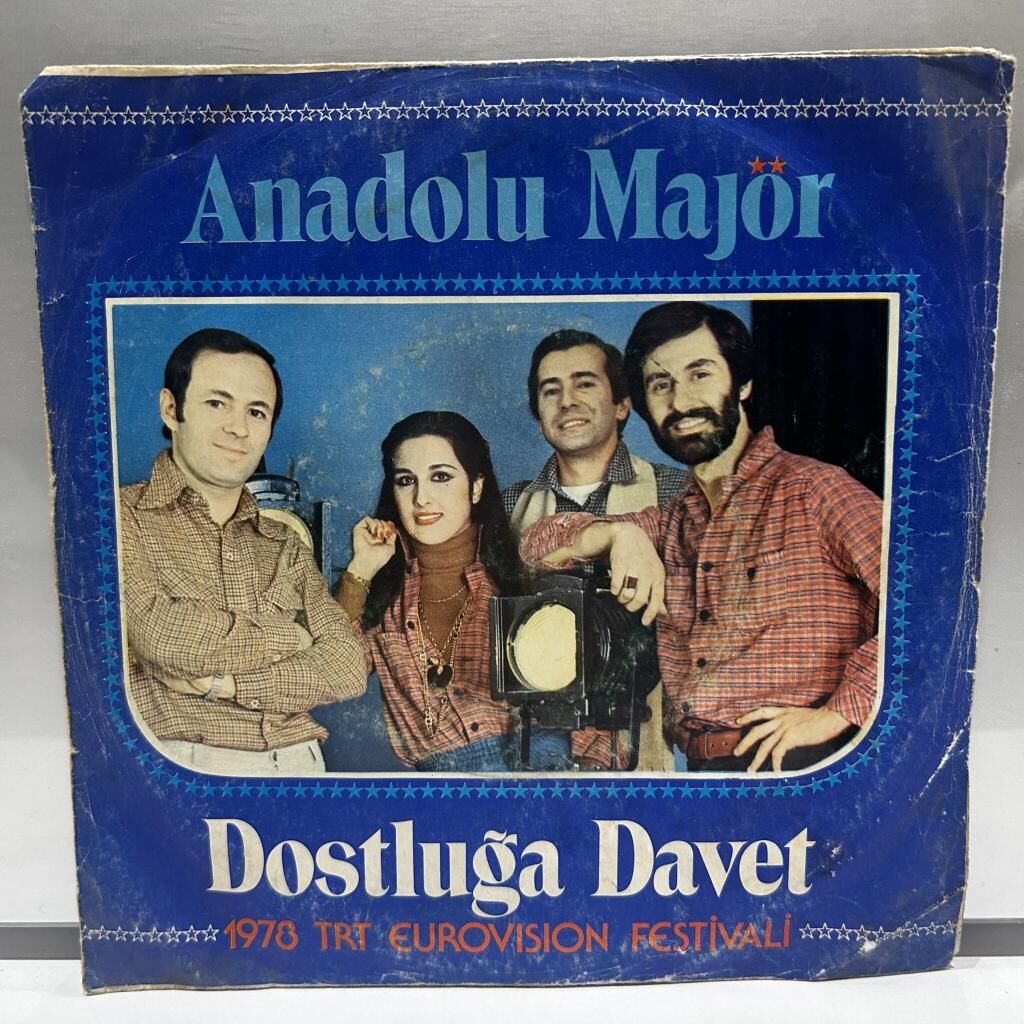 Anadolu Majör
Dostluğa Davet
1978 TRT EUROVISION FESTİVALİ